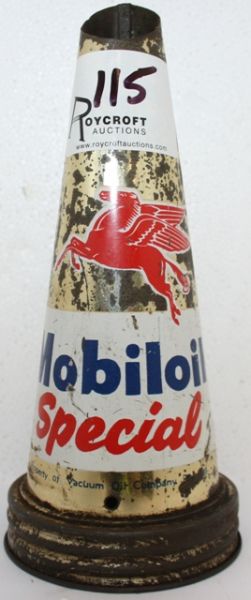 115
ROYCROFT
AUCTIONS
www.roycroftauctions.com
Mobiloil
Special
of Vacuum Oil Company